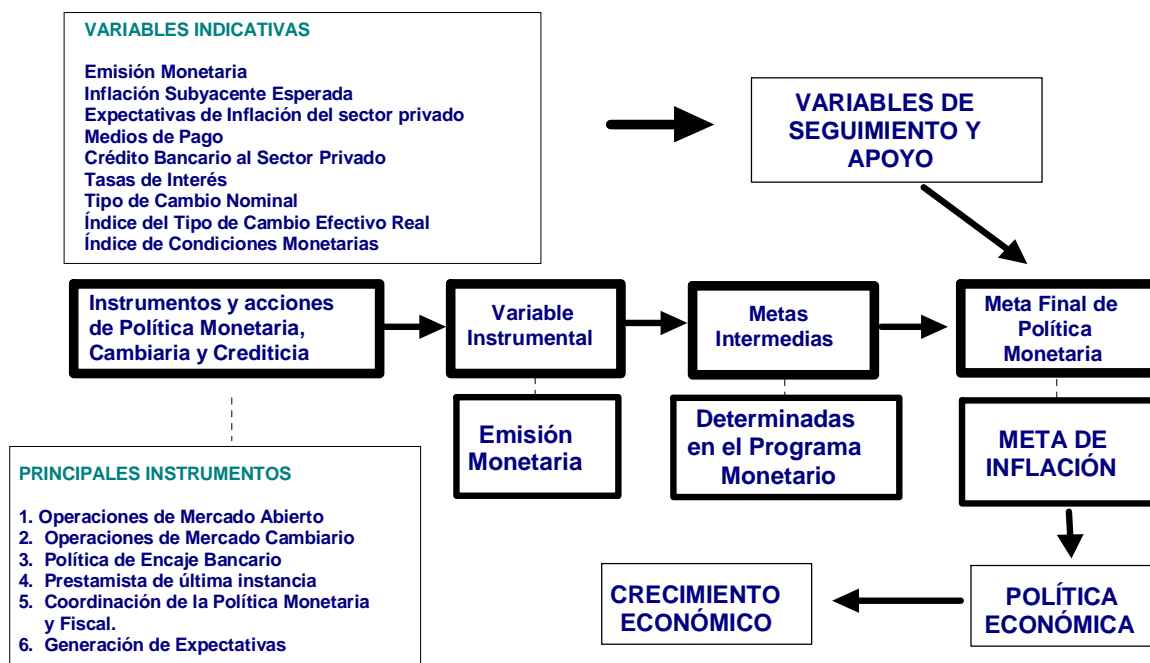 VARIABLES INDICATIVAS
Emisión Monetaria
Inflación Subyacente Esperada
Expectativas de Inflación del sector privado
Medios de Pago
Crédito Bancario al Sector Privado
Tasas de Interés
Tipo de Cambio Nominal
Índice del Tipo de Cambio Efectivo Real
Índice de Condiciones Monetarias
VARIABLES DE
SEGUIMIENTO Y
APOYO
Instrumentos y acciones
de Política Monetaria,
Cambiaria y Crediticia
Variable
Instrumental
Metas
Intermedias
Meta Final de
Política
Monetaria
Emisión
Monetaria
Determinadas
en el Programa
Monetario
META DE
INFLACIÓN
PRINCIPALES INSTRUMENTOS
1. Operaciones de Mercado Abierto
2. Operaciones de Mercado Cambiario
3. Política de Encaje Bancario
4. Prestamista de última instancia
5. Coordinación de la Política Monetaria
y Fiscal.
6. Generación de Expectativas
CRECIMIENTO
ECONÓMICO
POLÍTICA
ECONÓMICA